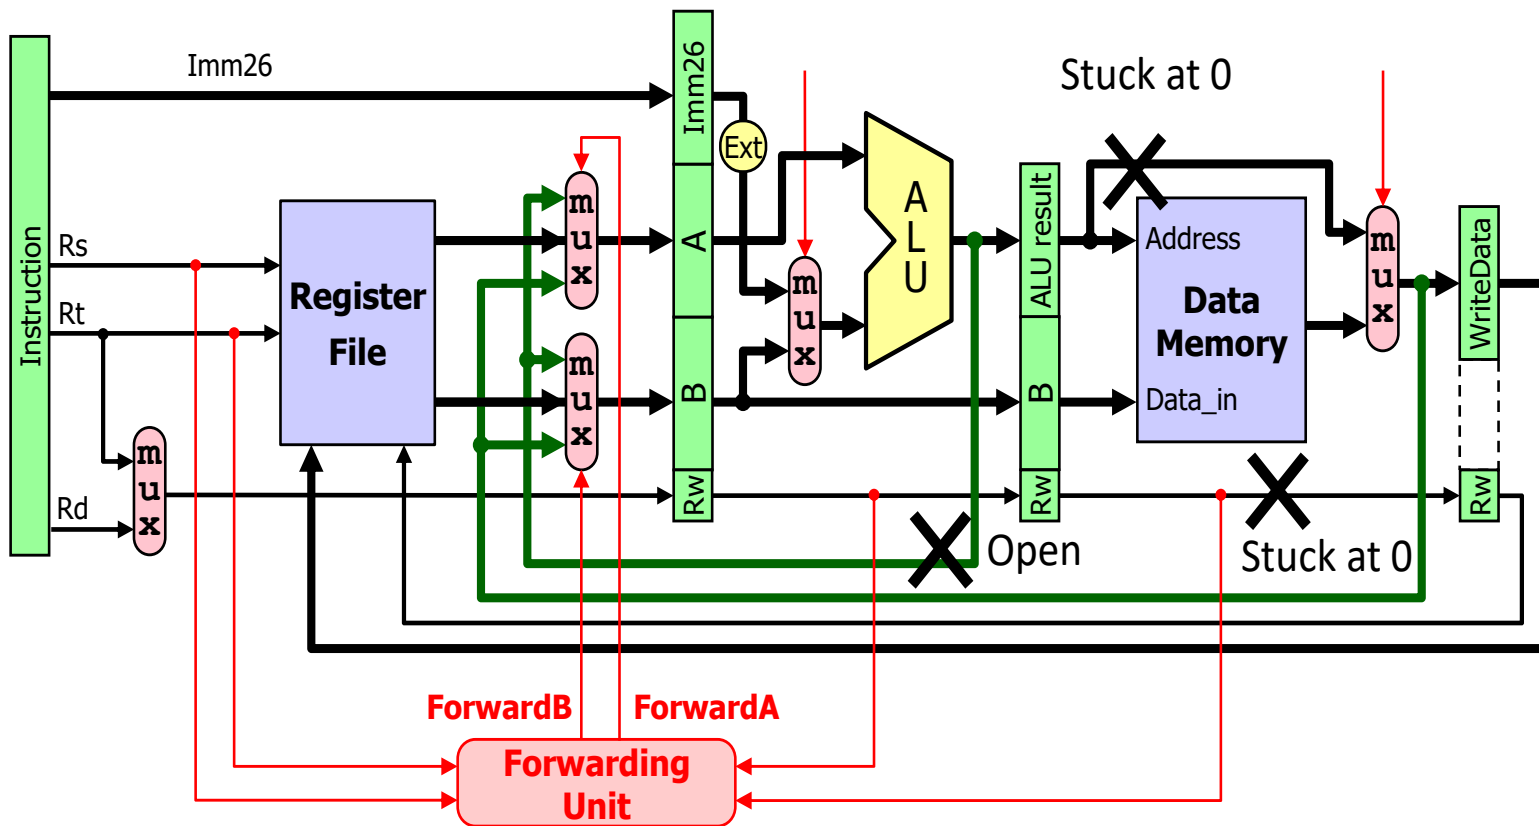 Imm26
Stuck at 0
Imm26
Ext
mux
A
ALU
ALU result
Address
mux
Rs
Register
File
mux
Data
Memory
WriteData
Rt
Instruction
mux
B
B
Data_in
mux
Rd
Rw
Rw
Rw
Open
Stuck at 0
ForwardB
ForwardA
Forwarding
Unit